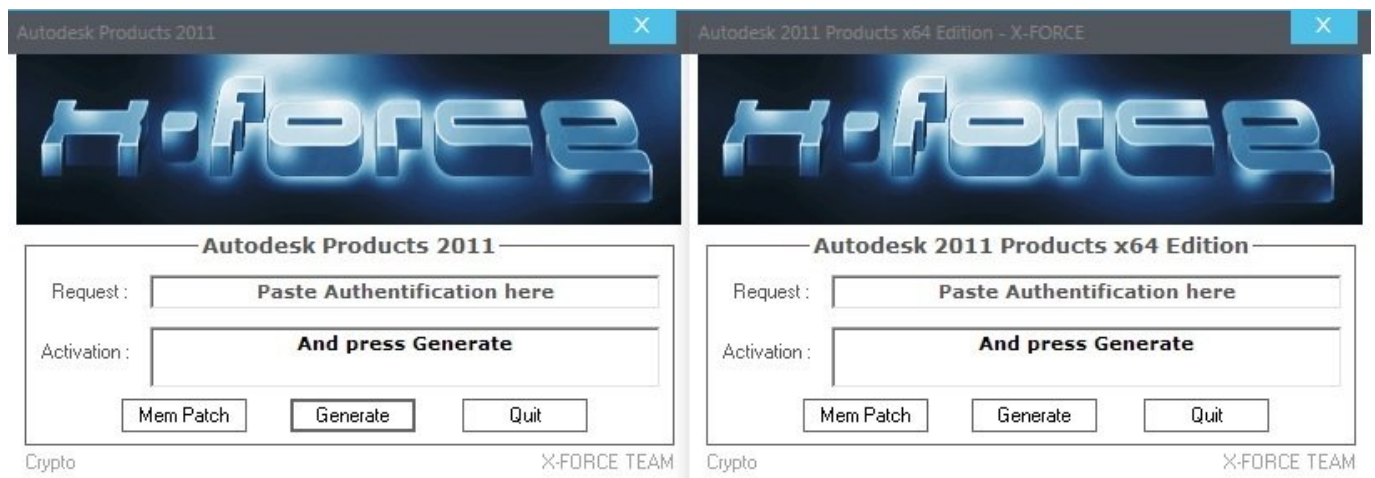 Autodesk Products 2011
X
x-force
Autodesk Products 2011
Request :
Paste Authentification here
Activation :
And press Generate
Mem Patch
Generate
Quit
Crypto
X-FORCE TEAM
Autodesk 2011 Products x64 Edition - X-FORCE
X
x-force
Autodesk 2011 Products x64 Edition
Request :
Paste Authentification here
Activation :
And press Generate
Mem Patch
Generate
Quit
Crypto
X-FORCE TEAM